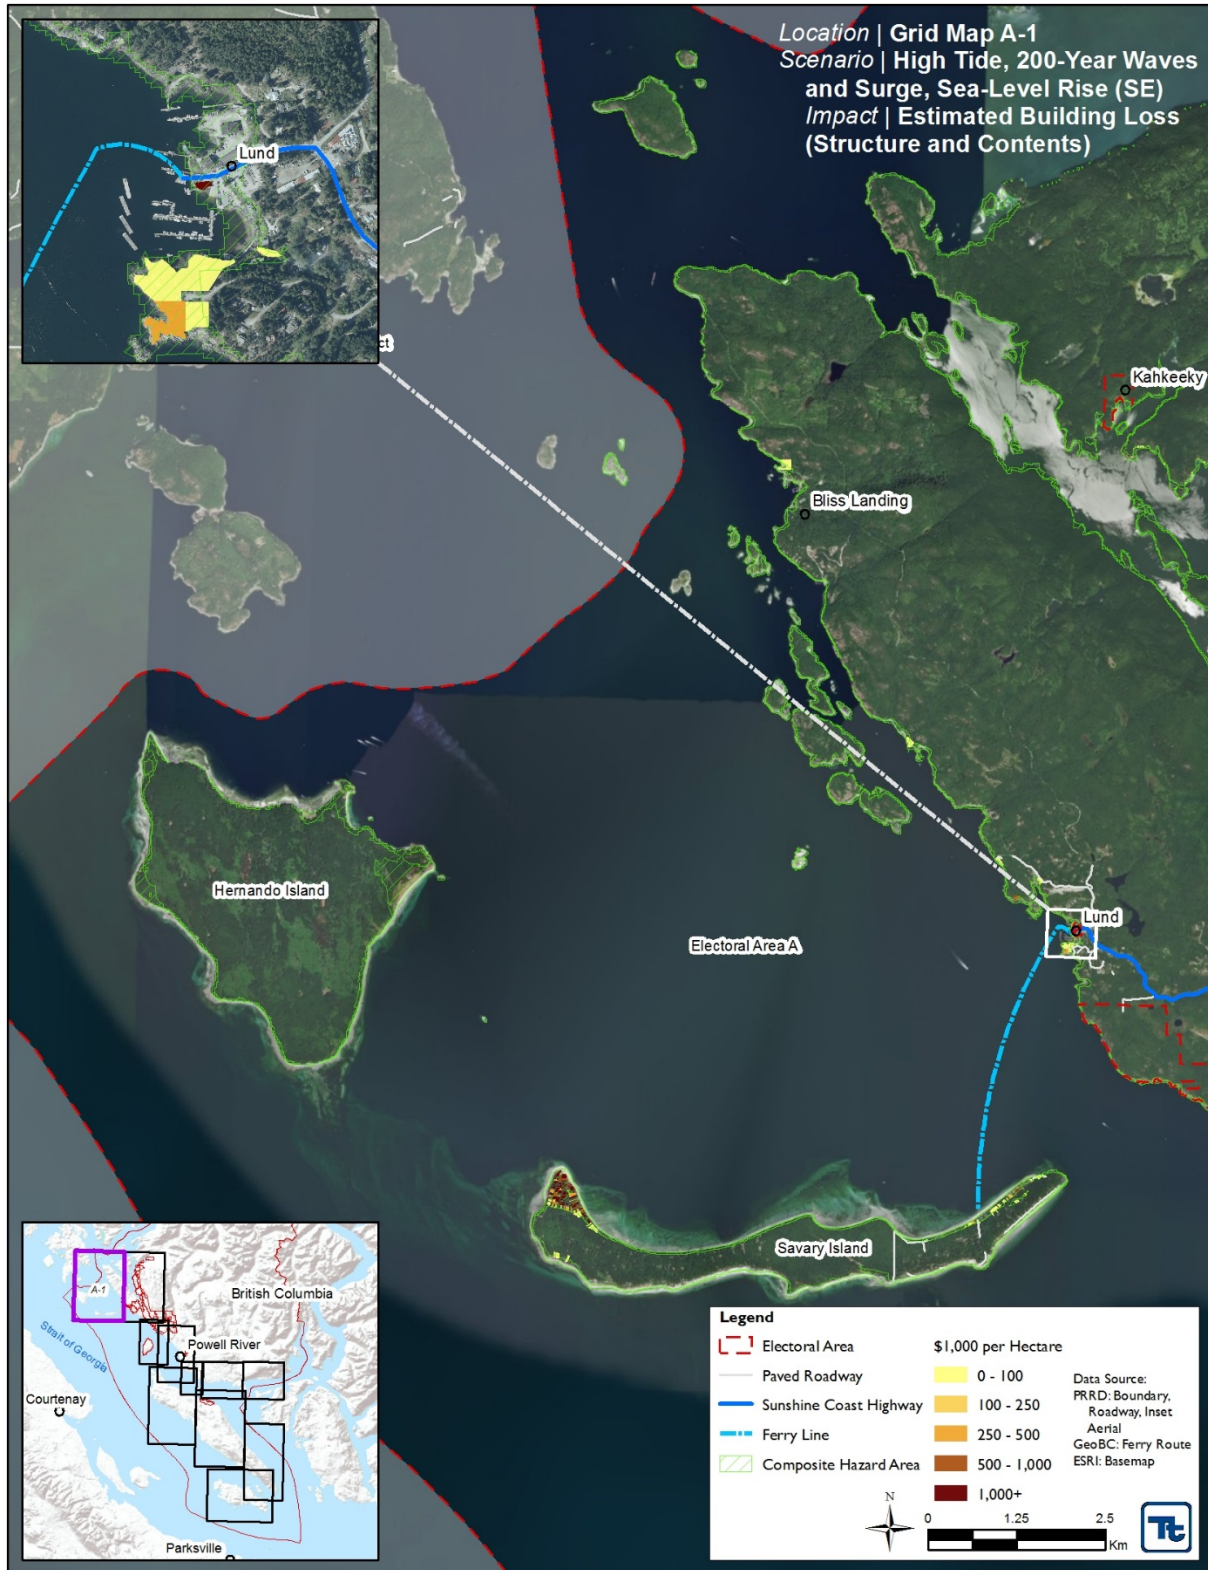 Location | Grid Map A-1
Scenario | High Tide, 200-Year Waves
and Surge, Sea-Level Rise (SE)
Impact | Estimated Building Loss
(Structure and Contents)
Lund
ct
Kahkeeky
Bliss Landing
Hernando Island
Lund
Electoral Area A
Savary Island
A-1
British Columbia
Strait of Georgia
Powell River
Courtenay
Parksville
Legend
Electoral Area
Paved Roadway
Sunshine Coast Highway
Ferry Line
Composite Hazard Area
$1,000 per Hectare
0 - 100
100 - 250
250 - 500
500 - 1,000
1,000+
Data Source:
PRRD: Boundary,
Roadway, Inset
Aerial
GeoBC: Ferry Route
ESRI: Basemap
N
0 1.25 2.5
Km
Tt